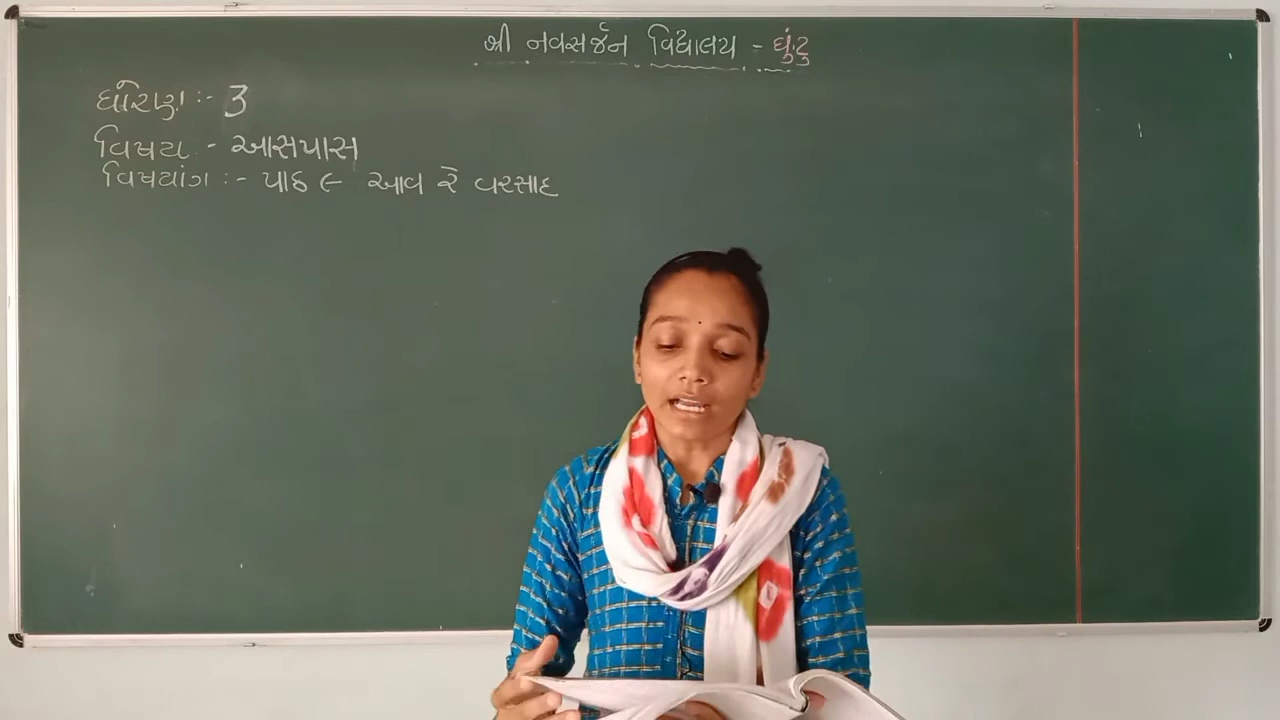 શ્રી નવસર્જન વિદ્યાલય - ઘુંટુ
ધોરણ :- 3
વિષય :- આસપાસ
વિષયાંગ :- પાઠ ૯ આવ રે વરસાદ